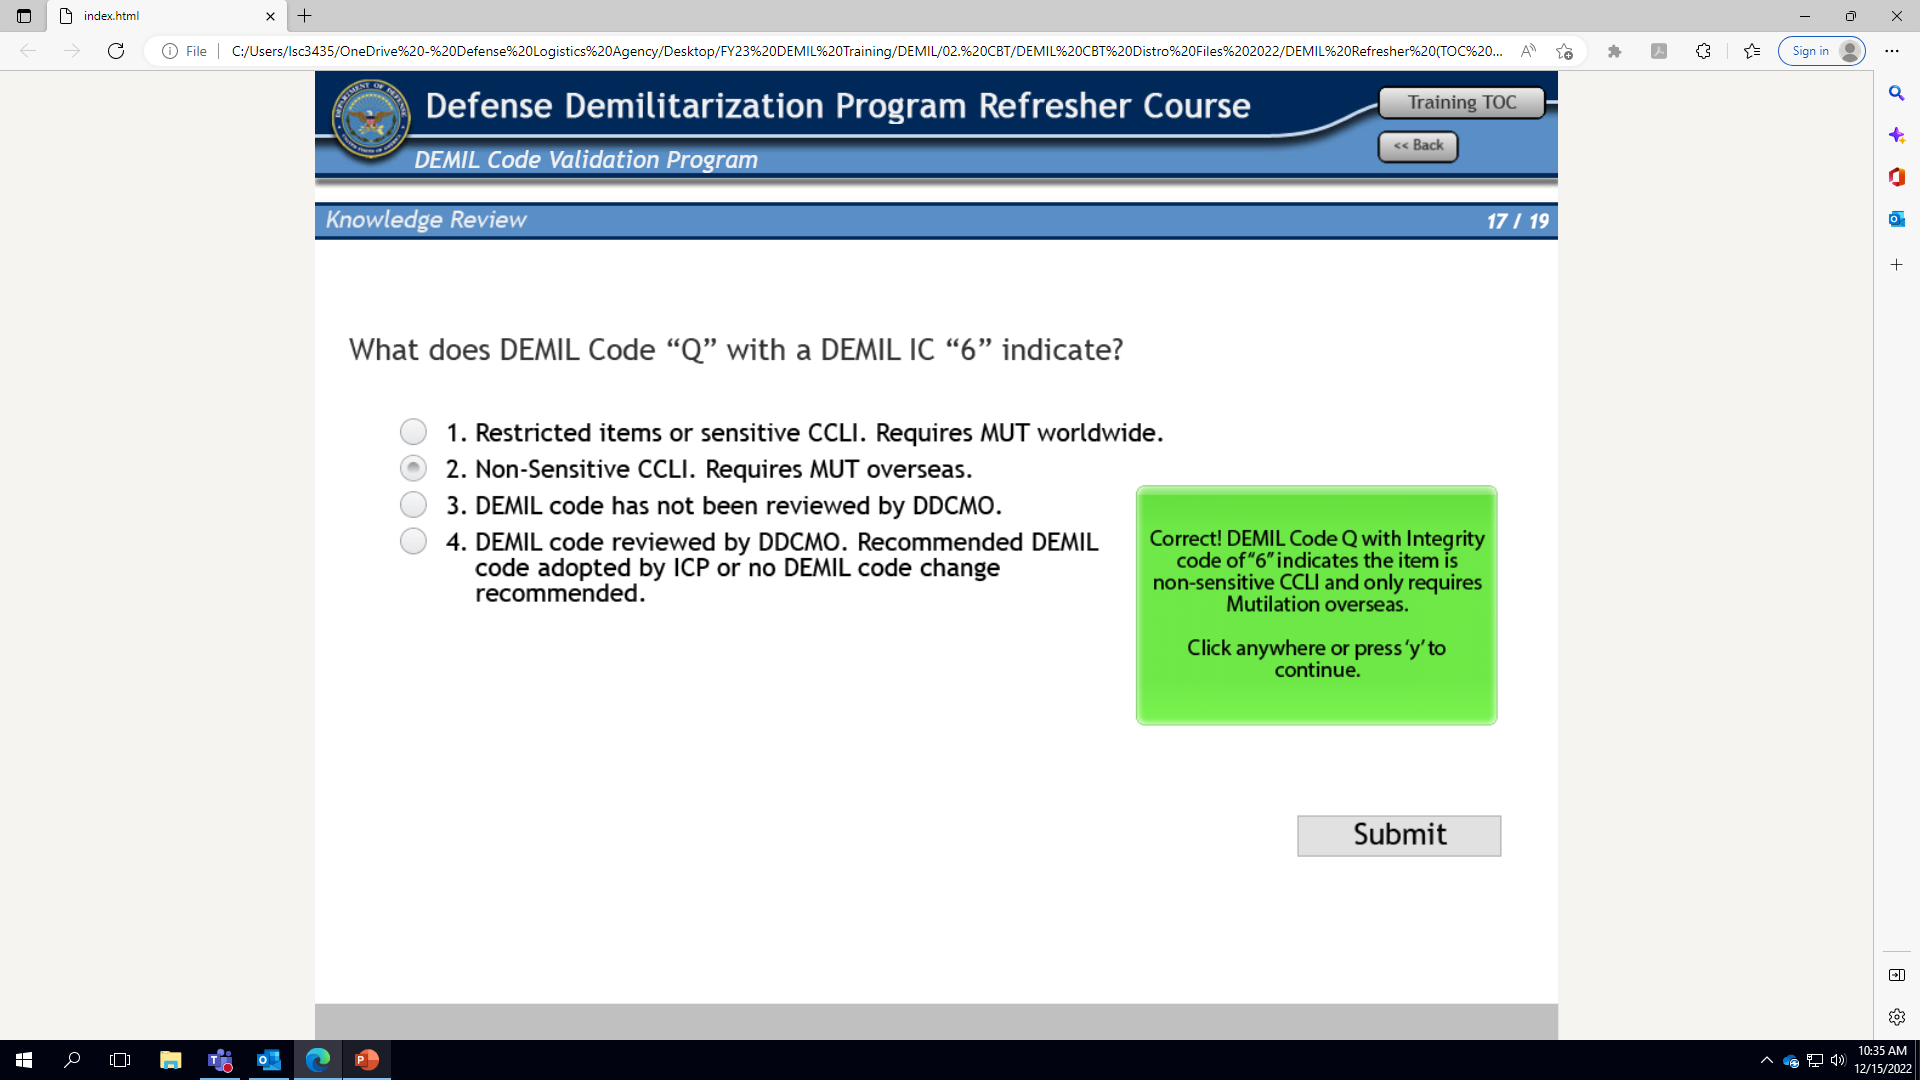 index.html
File
C:/Users/lsc3435/OneDrive%20-%20Defense%20Logistics%20Agency/Desktop/FY23%20DEMIL%20Training/DEMIL/02.%20CBT/DEMIL%20CBT%20Distro%20Files%202022/DEMIL%20Refresher%20(TOC%20...
Sign in
Defense Demilitarization Program Refresher Course
Training TOC
<< Back
DEMIL Code Validation Program
Knowledge Review
17 / 19
What does DEMIL Code “Q” with a DEMIL IC “6” indicate?
1. Restricted items or sensitive CCLI. Requires MUT worldwide.
2. Non-Sensitive CCLI. Requires MUT overseas.
3. DEMIL code has not been reviewed by DDCMO.
4. DEMIL code reviewed by DDCMO. Recommended DEMIL
code adopted by ICP or no DEMIL code change
recommended.
Correct! DEMIL Code Q with Integrity
code of “6” indicates the item is
non-sensitive CCLI and only requires
Mutilation overseas.
Click anywhere or press ‘y’ to
continue.
Submit
10:35 AM
12/15/2022